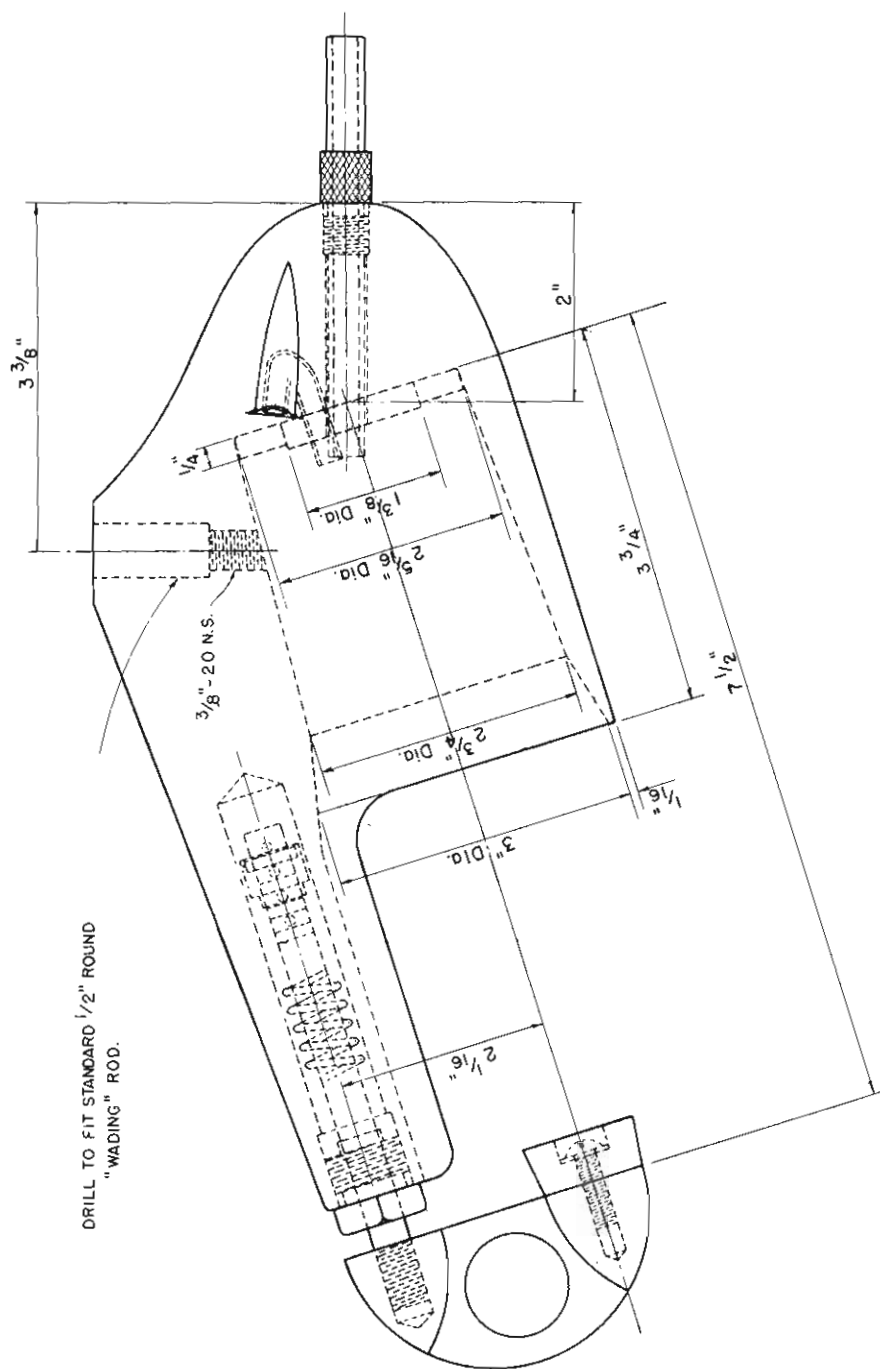 3 3/8"
2"
1/4"
1 3/8" Dia.
2 5/16" Dia.
3/8"-20 N.S.
3 3/4"
7 1/2"
2 3/4" Dia.
1/16"
3" Dia.
2 1/16"
DRILL TO FIT STANDARD 1/2" ROUND
"WADING" ROD.